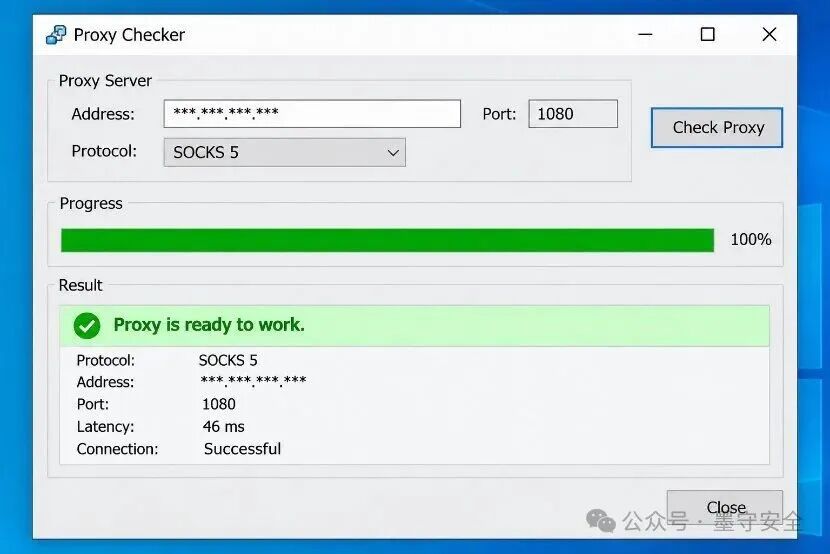 Proxy Checker
Proxy Server
Address: ***.***.***.*** Port: 1080
Check Proxy
Protocol: SOCKS 5
Progress
100%
Result
Proxy is ready to work.
Protocol: SOCKS 5
Address: ***.***.***.***
Port: 1080
Latency: 46 ms
Connection: Successful
Close
公众号 · 墨守安全